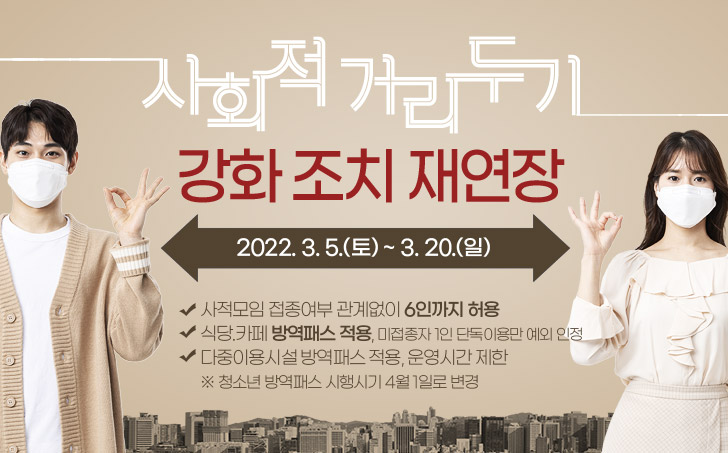 사회적 거리두기
강화 조치 재연장
2022. 3. 5.(토) ~ 3. 20.(일)
✓ 사적모임 접종여부 관계없이 6인까지 허용
✓ 식당.카페 방역패스 적용, 미접종자 1인 단독이용만 예외 인정
✓ 다중이용시설 방역패스 적용, 운영시간 제한
※ 청소년 방역패스 시행시기 4월 1일로 변경